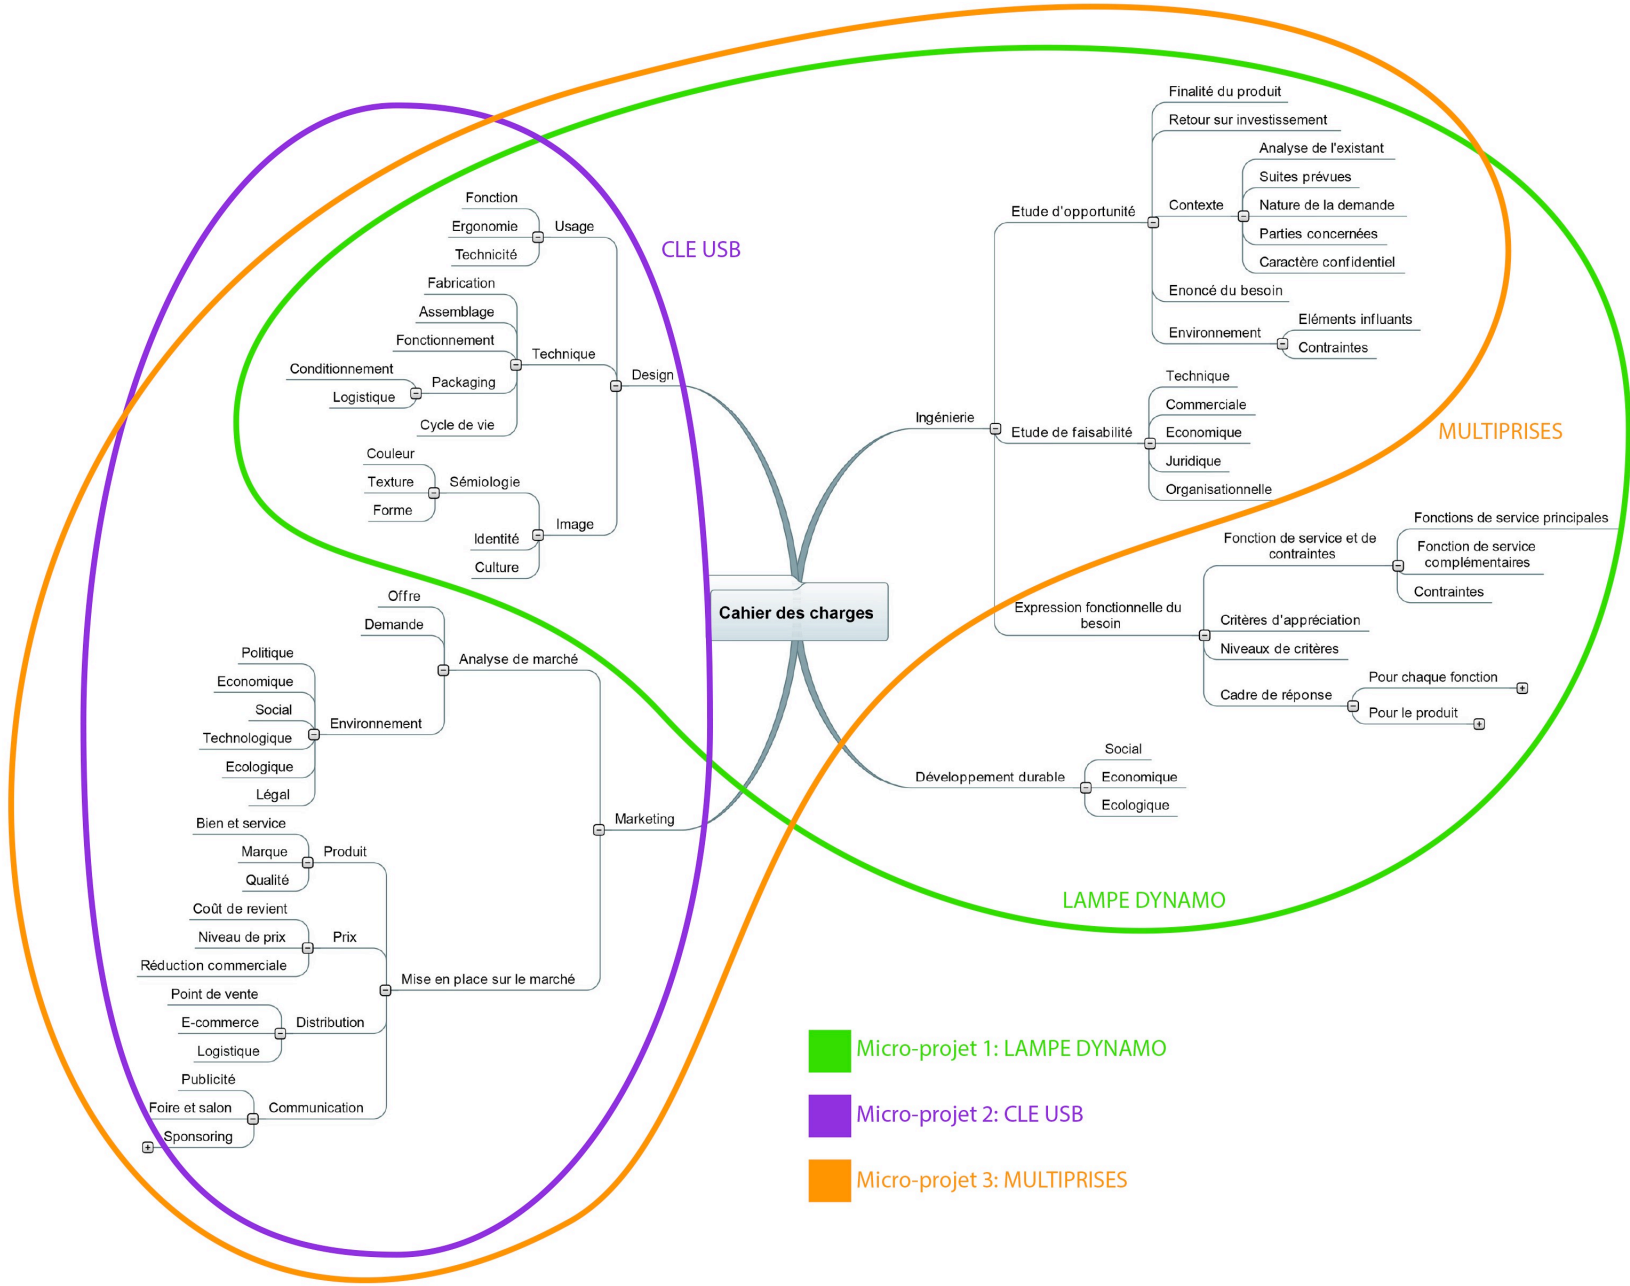 Cahier des charges
Design
Usage
Fonction
Ergonomie
Technicité
Technique
Fabrication
Assemblage
Fonctionnement
Packaging
Conditionnement
Logistique
Cycle de vie
Image
Sémiologie
Couleur
Texture
Forme
Identité
Culture
Marketing
Analyse de marché
Offre
Demande
Environnement
Politique
Economique
Social
Technologique
Ecologique
Légal
Mise en place sur le marché
Produit
Bien et service
Marque
Qualité
Prix
Coût de revient
Niveau de prix
Réduction commerciale
Distribution
Point de vente
E-commerce
Logistique
Communication
Publicité
Foire et salon
Sponsoring
Ingénierie
Etude d'opportunité
Finalité du produit
Retour sur investissement
Contexte
Analyse de l'existant
Suites prévues
Nature de la demande
Parties concernées
Caractère confidentiel
Enoncé du besoin
Environnement
Eléments influants
Contraintes
Etude de faisabilité
Technique
Commerciale
Economique
Juridique
Organisationnelle
Expression fonctionnelle du
besoin
Fonction de service et de
contraintes
Fonctions de service principales
Fonction de service
complémentaires
Contraintes
Critères d'appréciation
Niveaux de critères
Cadre de réponse
Pour chaque fonction
Pour le produit
Développement durable
Social
Economique
Ecologique
CLE USB
MULTIPRISES
LAMPE DYNAMO
Micro-projet 1: LAMPE DYNAMO
Micro-projet 2: CLE USB
Micro-projet 3: MULTIPRISES